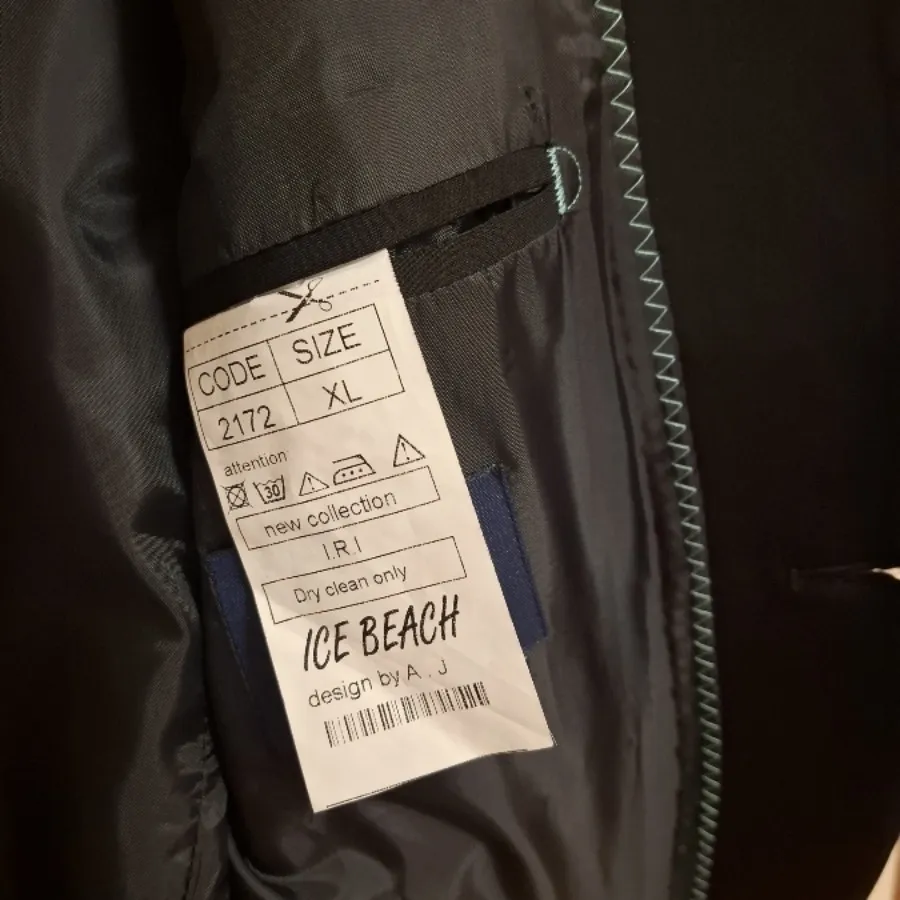 CODE SIZE
2172 XL
attention
30
new collection
I.R.I
Dry clean only
ICE BEACH
design by A . J